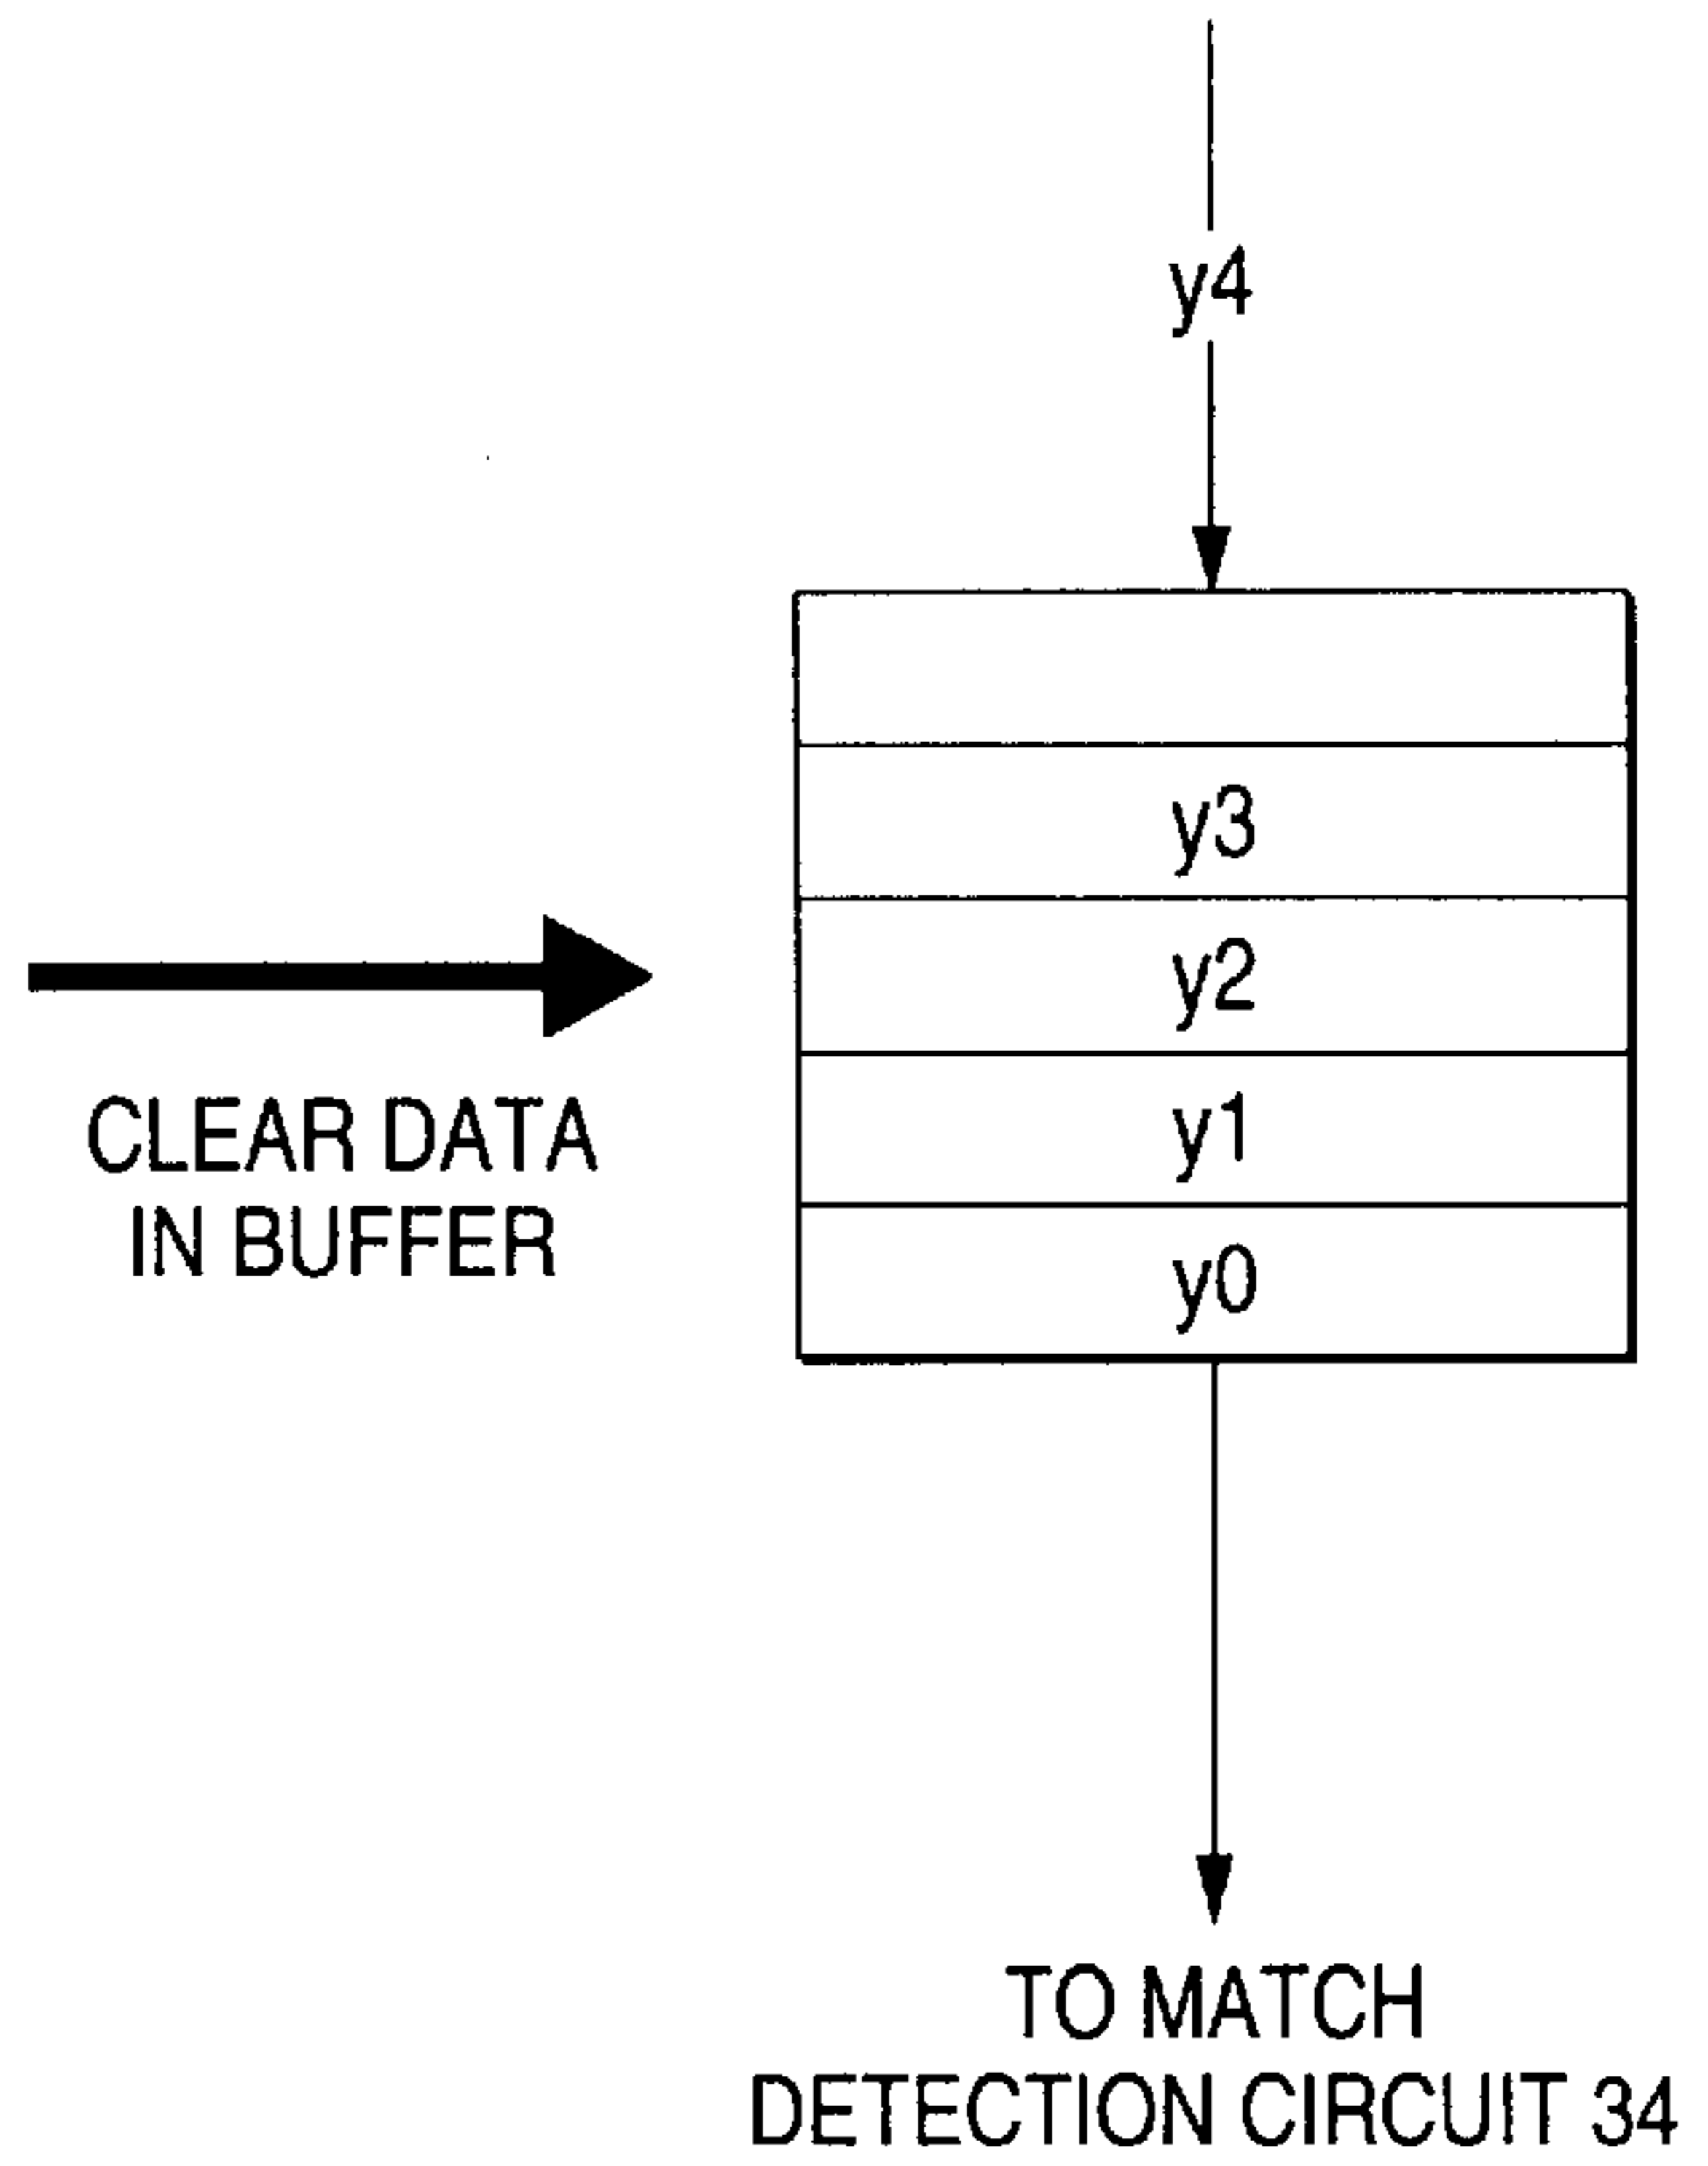 y4
y3
y2
y1
y0
CLEAR DATA
IN BUFFER
TO MATCH
DETECTION CIRCUIT 34